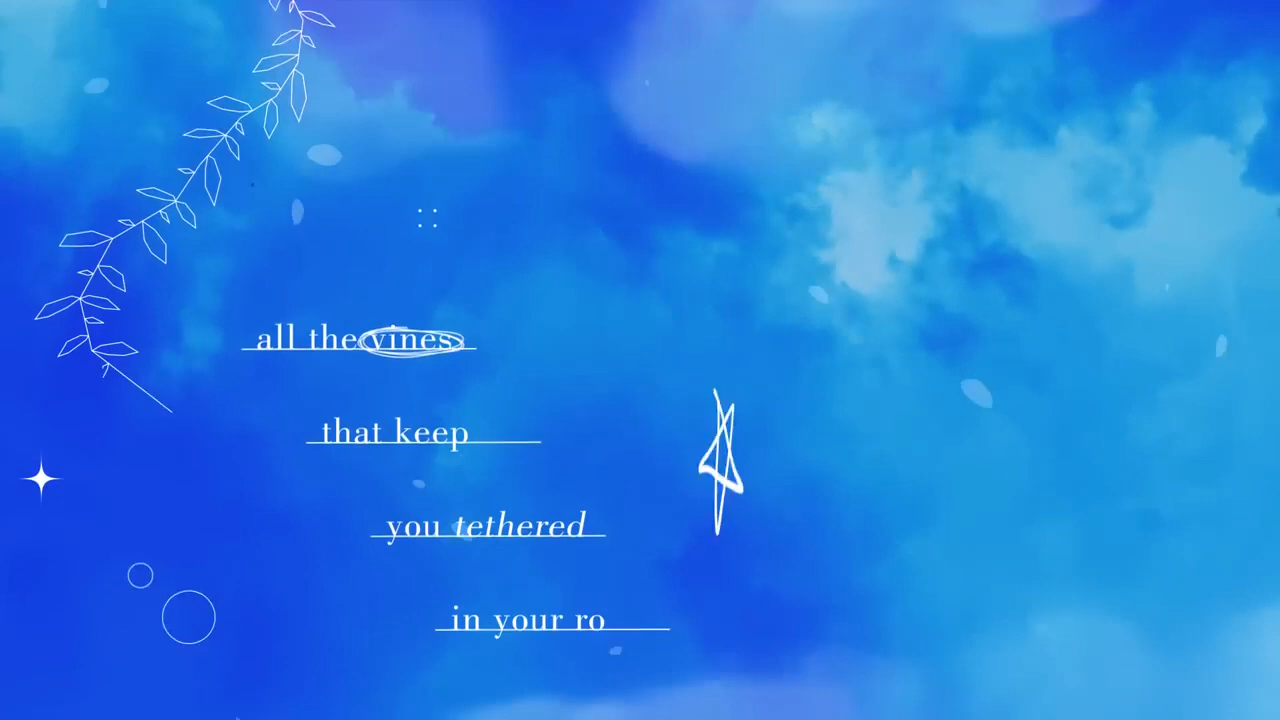 all the vines
that keep
you tethered
in your ro